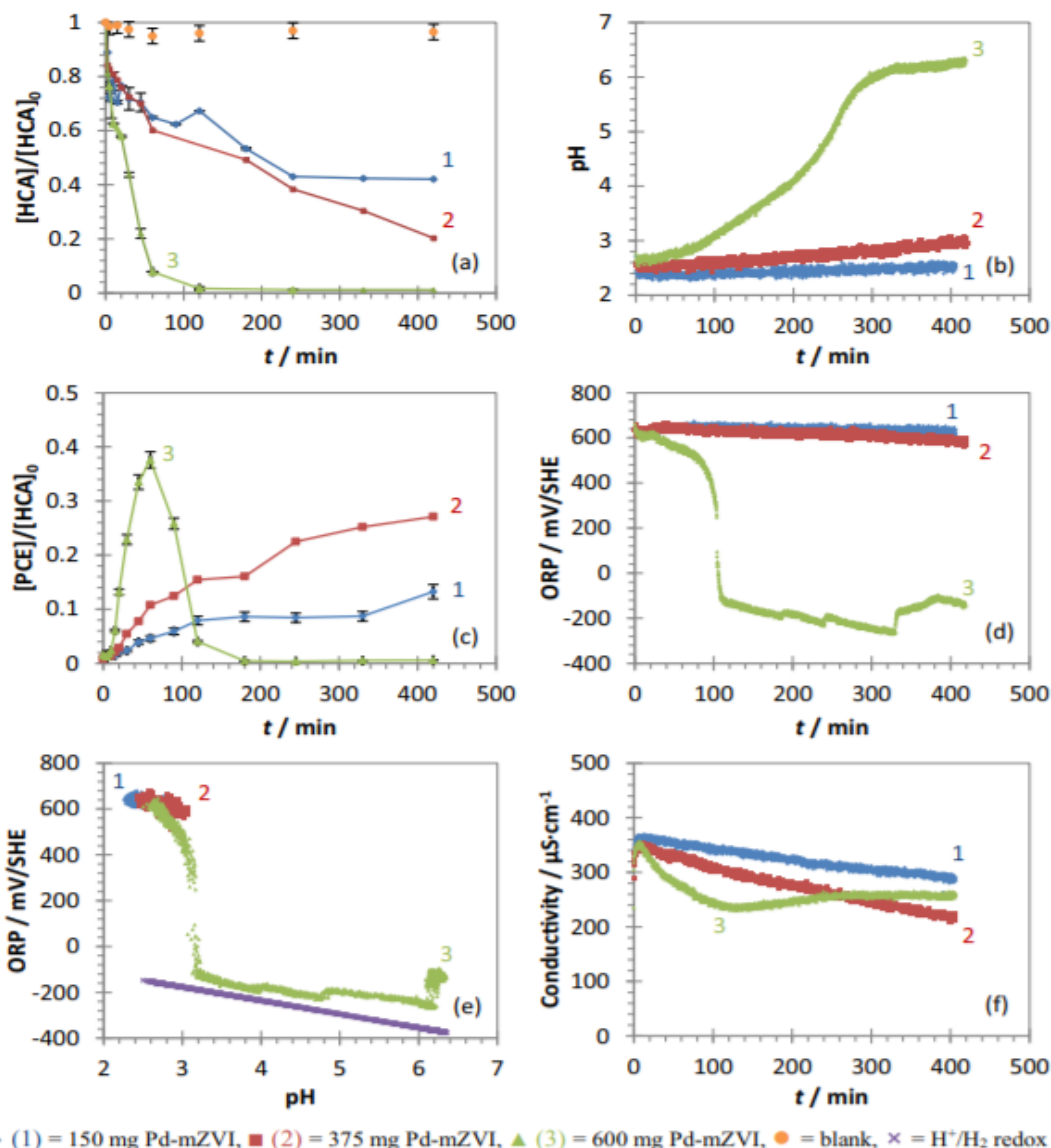 1
0.8
0.6
0.4
0.2
0
[HCA]/[HCA]₀
1
2
3
(a)
0 100 200 300 400 500
t / min
7
6
5
4
3
2
pH
3
2
1
(b)
0 100 200 300 400 500
t / min
0.5
0.4
0.3
0.2
0.1
0
[PCE]/[HCA]₀
3
2
1
(c)
0 100 200 300 400 500
t / min
800
600
400
200
0
-200
-400
ORP / mV/SHE
1
2
3
(d)
0 100 200 300 400 500
t / min
800
600
400
200
0
-200
-400
ORP / mV/SHE
1
2
3
(e)
2 3 4 5 6 7
pH
500
400
300
200
100
0
Conductivity / µS·cm⁻¹
1
2
3
(f)
0 100 200 300 400 500
t / min
(1) = 150 mg Pd-mZVI, (2) = 375 mg Pd-mZVI, (3) = 600 mg Pd-mZVI, = blank, = H⁺/H₂ redox